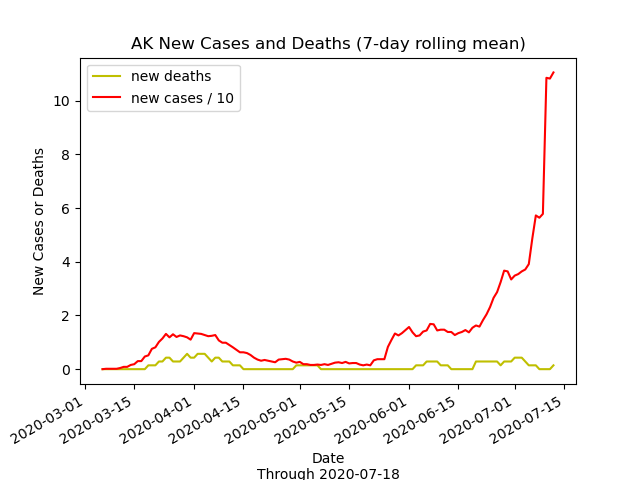 AK New Cases and Deaths (7-day rolling mean)
new deaths
new cases / 10
New Cases or Deaths
10
8
6
4
2
0
2020-03-01
2020-03-15
2020-04-01
2020-04-15
2020-05-01
2020-05-15
2020-06-01
2020-06-15
2020-07-01
2020-07-15
Date
Through 2020-07-18